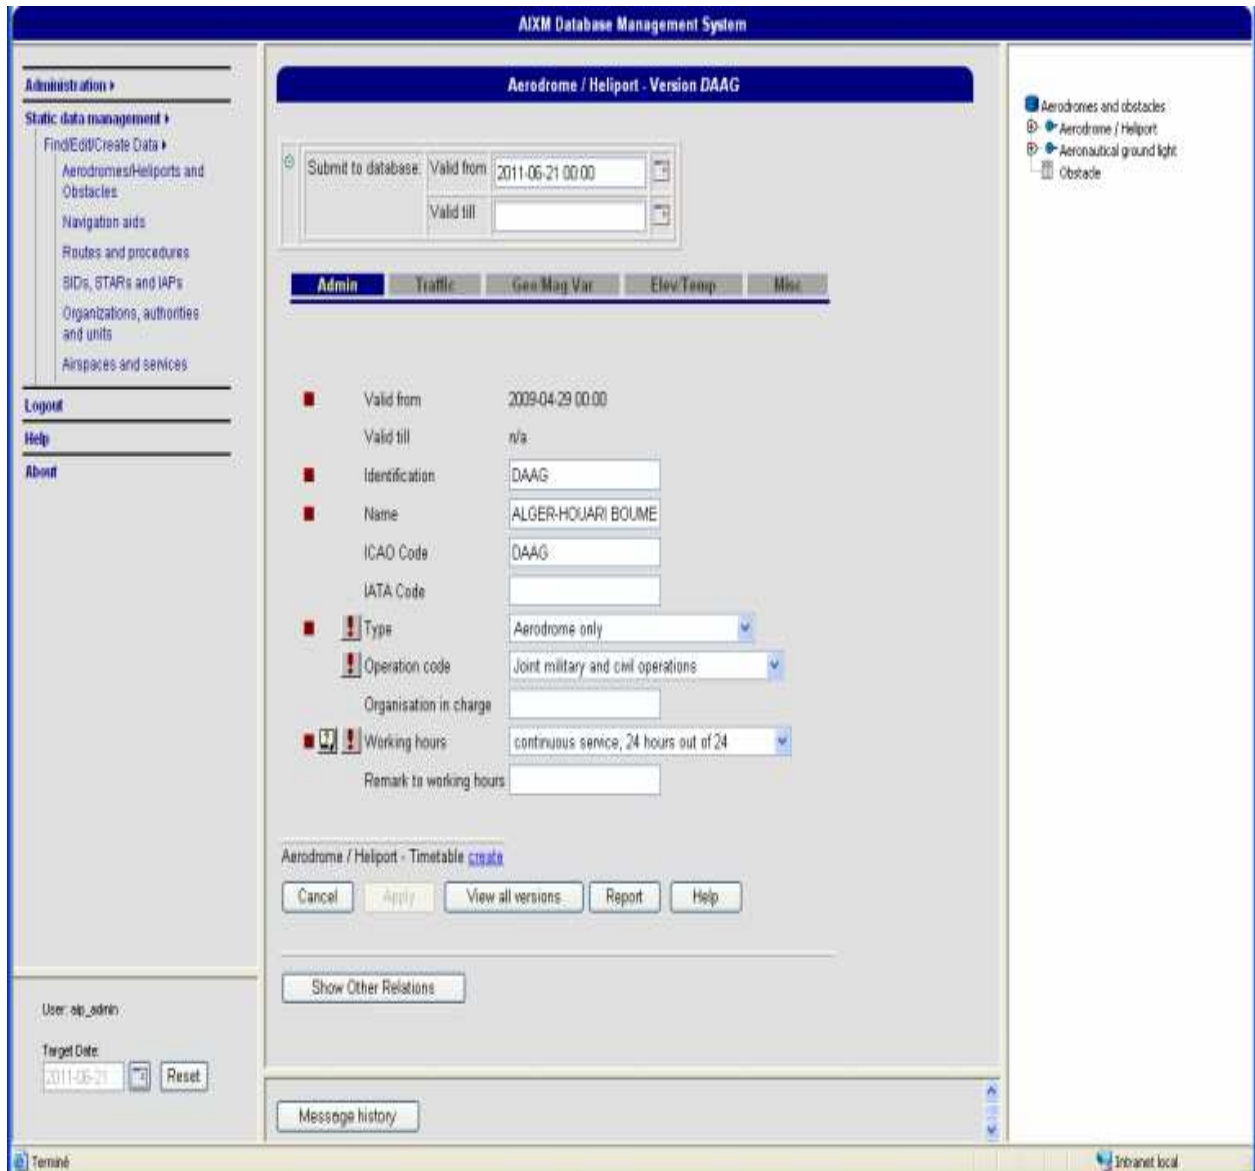 AIXM Database Management System
Administration
Static data management
Find/Edit/Create Data
Aerodromes/Heliports and
Obstacles
Navigation aids
Routes and procedures
SIDs, STARs and IAPs
Organizations, authorities
and units
Airspaces and services
Logout
Help
About
User: aip_admin
Target Date:
2011-06-21
Reset
Aerodrome / Heliport - Version DAAG
Submit to database: Valid from 2011-06-21 00:00
Valid till
Admin Traffic Geo/Mag Var Elev/Temp Misc
Valid from 2009-04-29 00:00
Valid till n/a
Identification DAAG
Name ALGER-HOUARI BOUME
ICAO Code DAAG
IATA Code
Type Aerodrome only
Operation code Joint military and civil operations
Organisation in charge
Working hours continuous service, 24 hours out of 24
Remark to working hours
Aerodrome / Heliport - Timetable create
Cancel Apply View all versions Report Help
Show Other Relations
Message history
Aerodromes and obstacles
Aerodrome / Heliport
Aeronautical ground light
Obstacle
Terminé
Intranet local